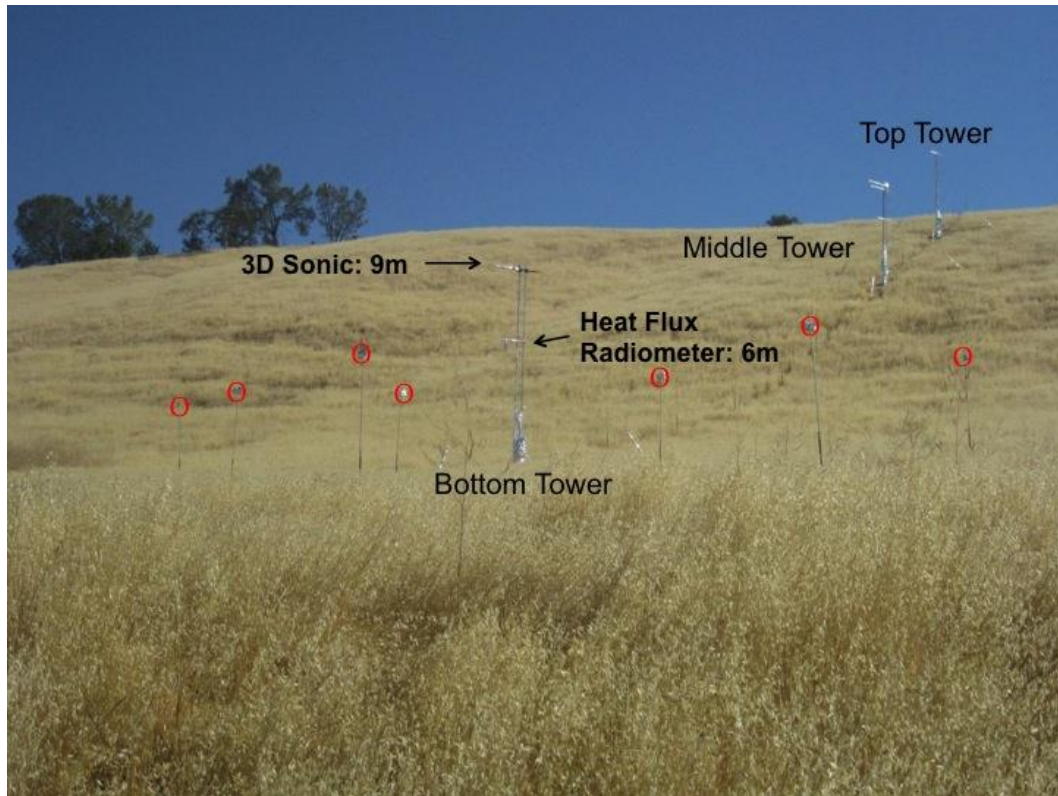 Top Tower
Middle Tower
3D Sonic: 9m
Heat Flux
Radiometer: 6m
Bottom Tower